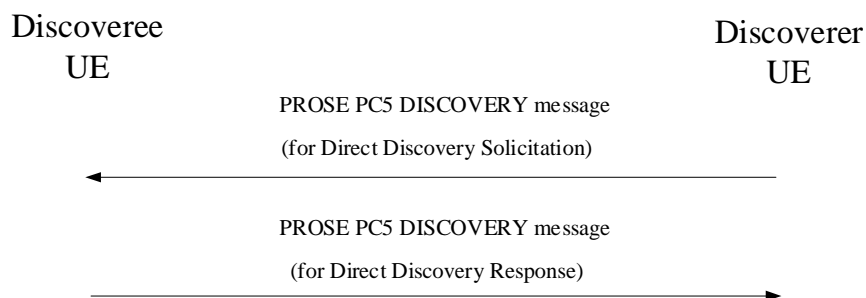 Discoveree
UE
Discoverer
UE
PROSE PC5 DISCOVERY message
(for Direct Discovery Solicitation)
PROSE PC5 DISCOVERY message
(for Direct Discovery Response)